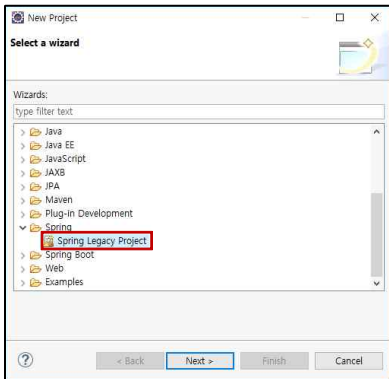 New Project
Select a wizard
Wizards:
type filter text
Java
Java EE
JavaScript
JAXB
JPA
Maven
Plug-in Development
Spring
Spring Legacy Project
Spring Boot
Web
Examples
< Back Next > Finish Cancel